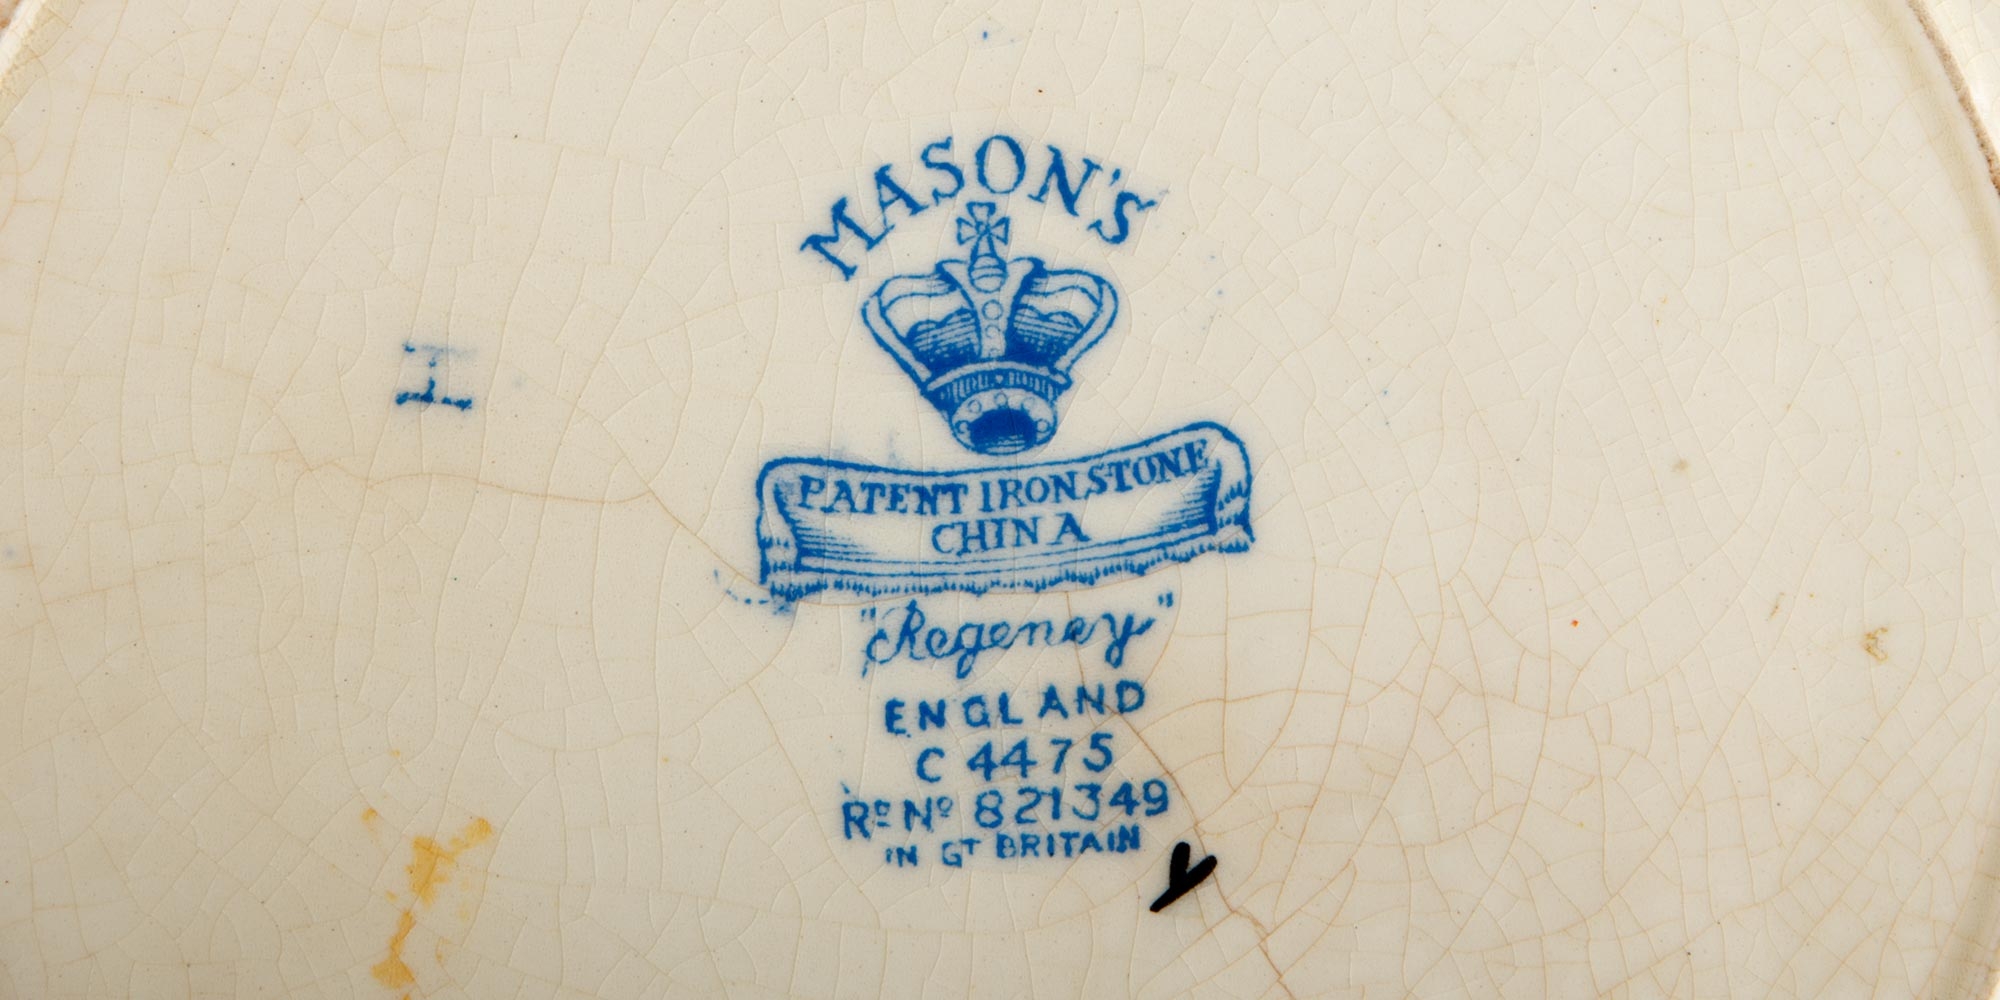 MASON'S
PATENT IRONSTONE
CHINA
"Regency"
ENGLAND
C 4475
Rᴰ Nº 821349
IN Gᵀ BRITAIN
I